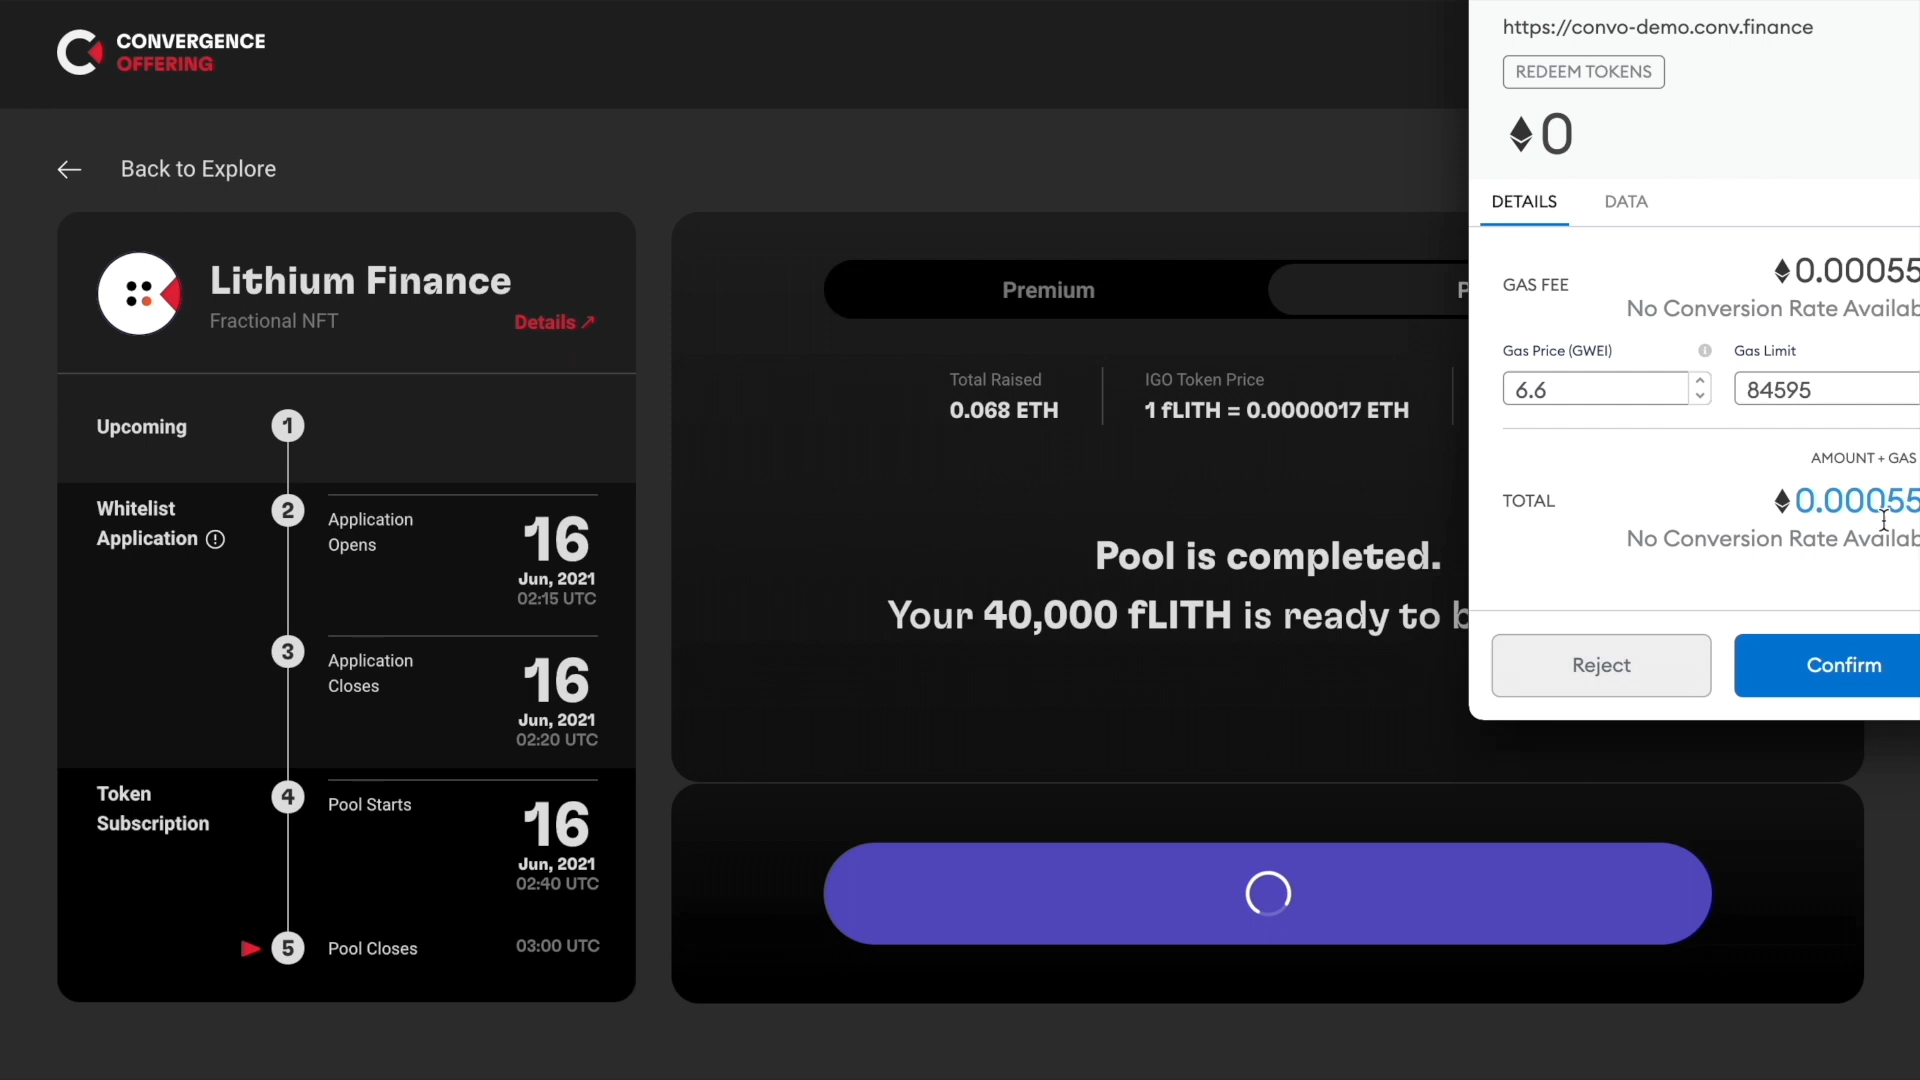 CONVERGENCE
OFFERING
Back to Explore
Lithium Finance
Fractional NFT
Details ↗
Upcoming
1
Whitelist
Application
2
Application
Opens
16
Jun, 2021
02:15 UTC
3
Application
Closes
16
Jun, 2021
02:20 UTC
Token
Subscription
4
Pool Starts
16
Jun, 2021
02:40 UTC
5
Pool Closes
03:00 UTC
Premium
P
Total Raised
0.068 ETH
IGO Token Price
1 fLITH = 0.0000017 ETH
Pool is completed.
Your 40,000 fLITH is ready to b
https://convo-demo.conv.finance
REDEEM TOKENS
0
DETAILS
DATA
GAS FEE
0.00055
No Conversion Rate Availab
Gas Price (GWEI)
Gas Limit
6.6
84595
AMOUNT + GAS
TOTAL
0.00055
No Conversion Rate Availab
Reject
Confirm